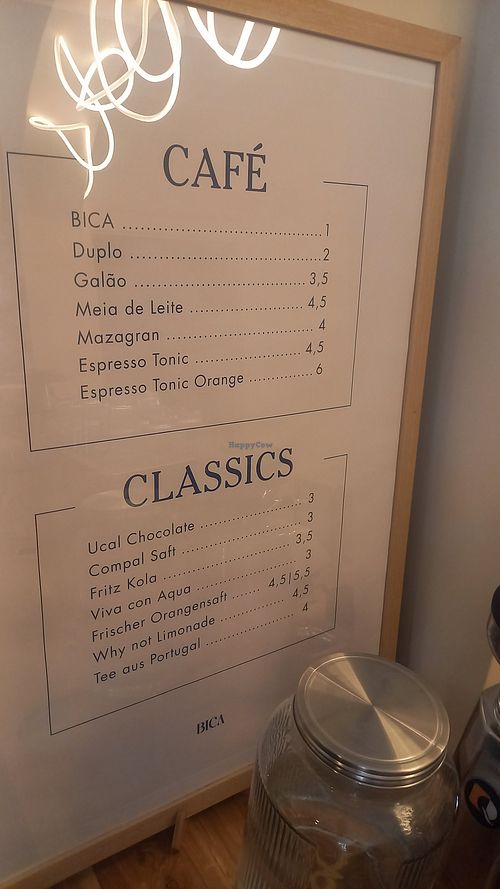 CAFÉ
BICA ............................ 1
Duplo ........................... 2
Galão ........................ 3,5
Meia de Leite ................. 4,5
Mazagran ..................... 4
Espresso Tonic ............... 4,5
Espresso Tonic Orange ............. 6
HappyCow
CLASSICS
Ucal Chocolate .................... 3
Compal Saft ....................... 3
Fritz Kola ........................ 3,5
Viva con Aqua ..................... 3
Frischer Orangensaft ....... 4,5|5,5
Why not Limonade ............... 4,5
Tee aus Portugal .................. 4
BICA